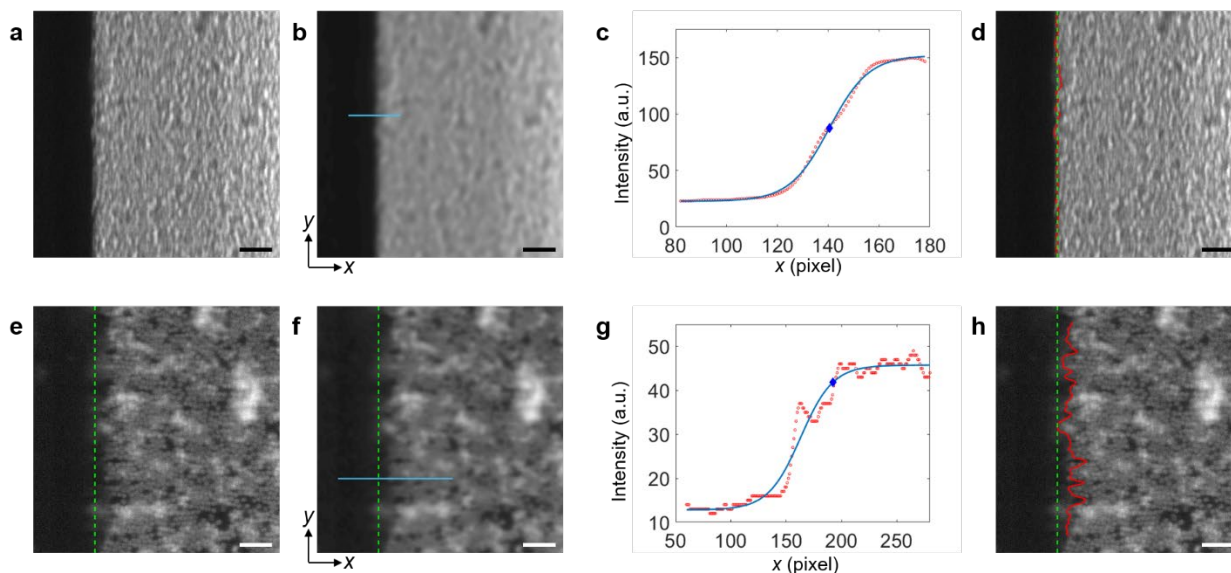 a
b
y
x
c
Intensity (a.u.)
150
100
50
0
80 100 120 140 160 180
x (pixel)
d
e
f
y
x
g
Intensity (a.u.)
50
40
30
20
10
50 100 150 200 250
x (pixel)
h